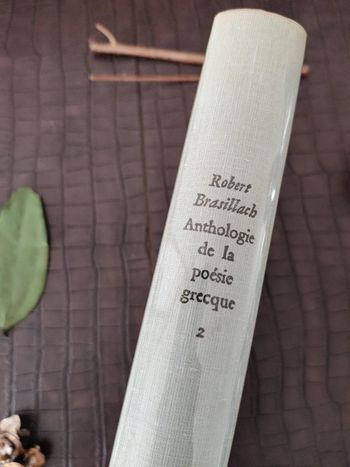 Robert
Brasillach
Anthologie
de la
poésie
grecque
2